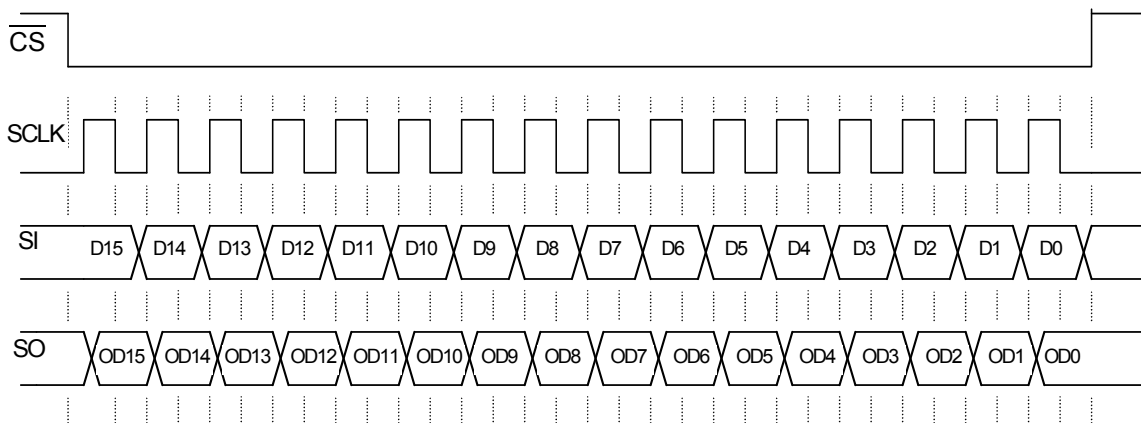 CS
SCLK
SI D15 D14 D13 D12 D11 D10 D9 D8 D7 D6 D5 D4 D3 D2 D1 D0
SO OD15 OD14 OD13 OD12 OD11 OD10 OD9 OD8 OD7 OD6 OD5 OD4 OD3 OD2 OD1 OD0